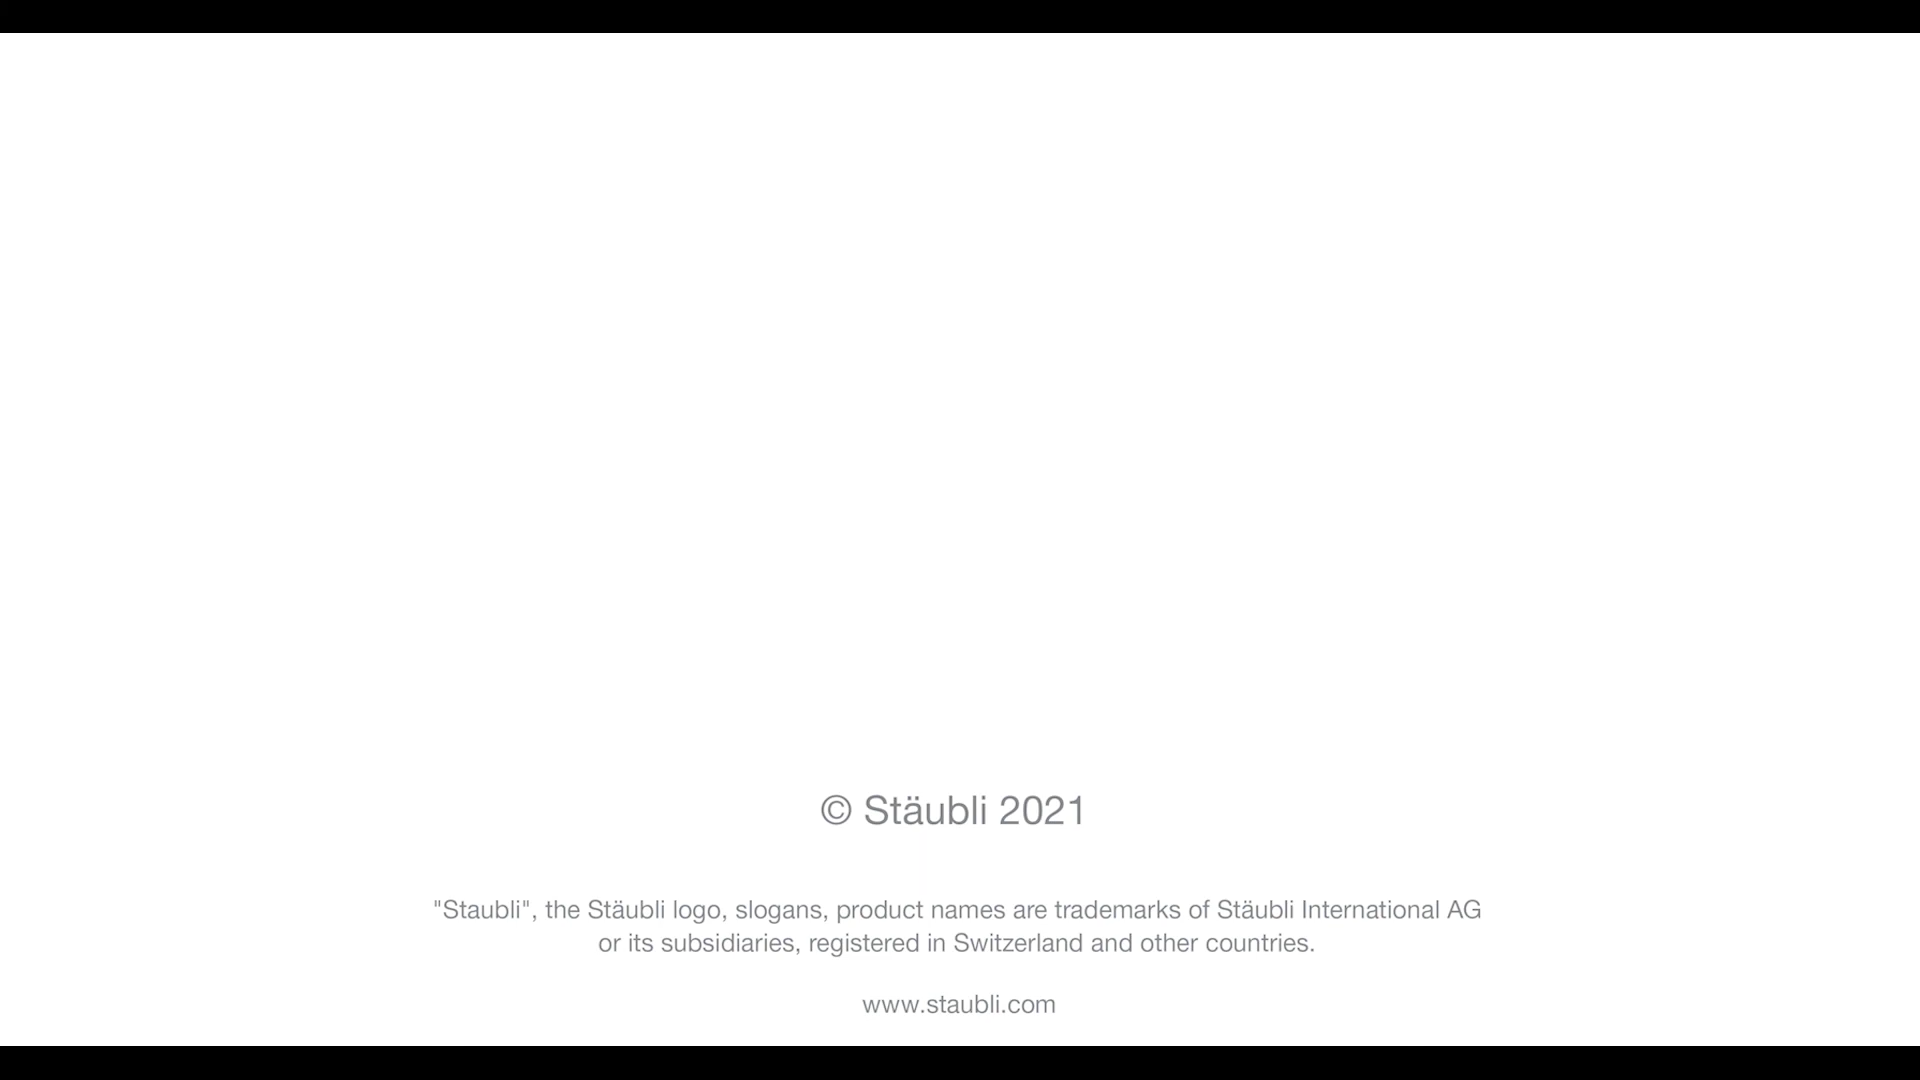 © Stäubli 2021
"Staubli", the Stäubli logo, slogans, product names are trademarks of Stäubli International AG
or its subsidiaries, registered in Switzerland and other countries.
www.staubli.com